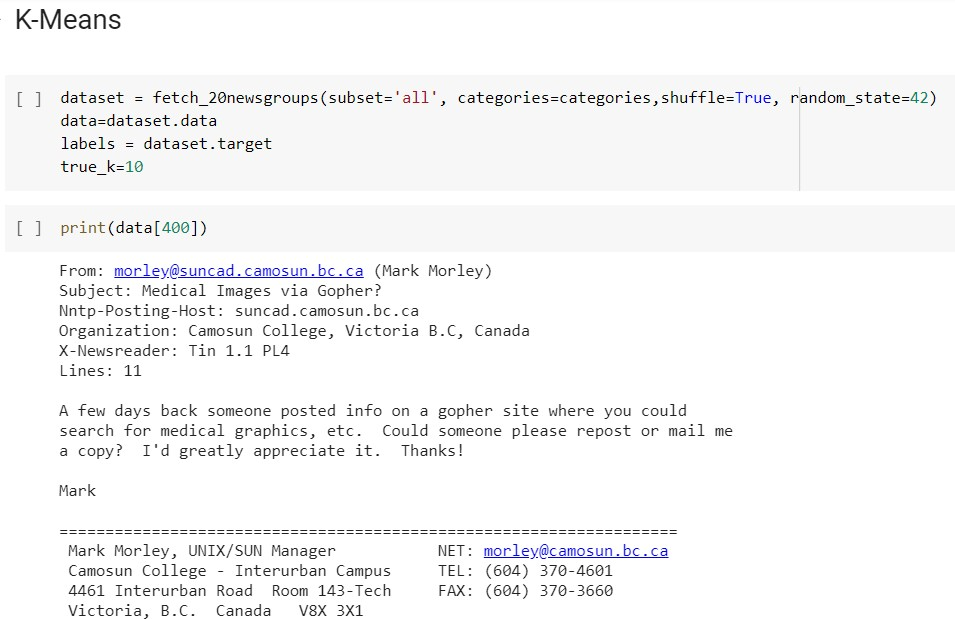 K-Means
[ ] dataset = fetch_20newsgroups(subset='all', categories=categories,shuffle=True, random_state=42)
data=dataset.data
labels = dataset.target
true_k=10
[ ] print(data[400])
From: morley@suncad.camosun.bc.ca (Mark Morley)
Subject: Medical Images via Gopher?
Nntp-Posting-Host: suncad.camosun.bc.ca
Organization: Camosun College, Victoria B.C, Canada
X-Newsreader: Tin 1.1 PL4
Lines: 11
A few days back someone posted info on a gopher site where you could
search for medical graphics, etc.  Could someone please repost or mail me
a copy?  I'd greatly appreciate it.  Thanks!
Mark
===================================================================
Mark Morley, UNIX/SUN Manager           NET: morley@camosun.bc.ca
Camosun College - Interurban Campus     TEL: (604) 370-4601
4461 Interurban Road  Room 143-Tech     FAX: (604) 370-3660
Victoria, B.C.  Canada   V8X 3X1